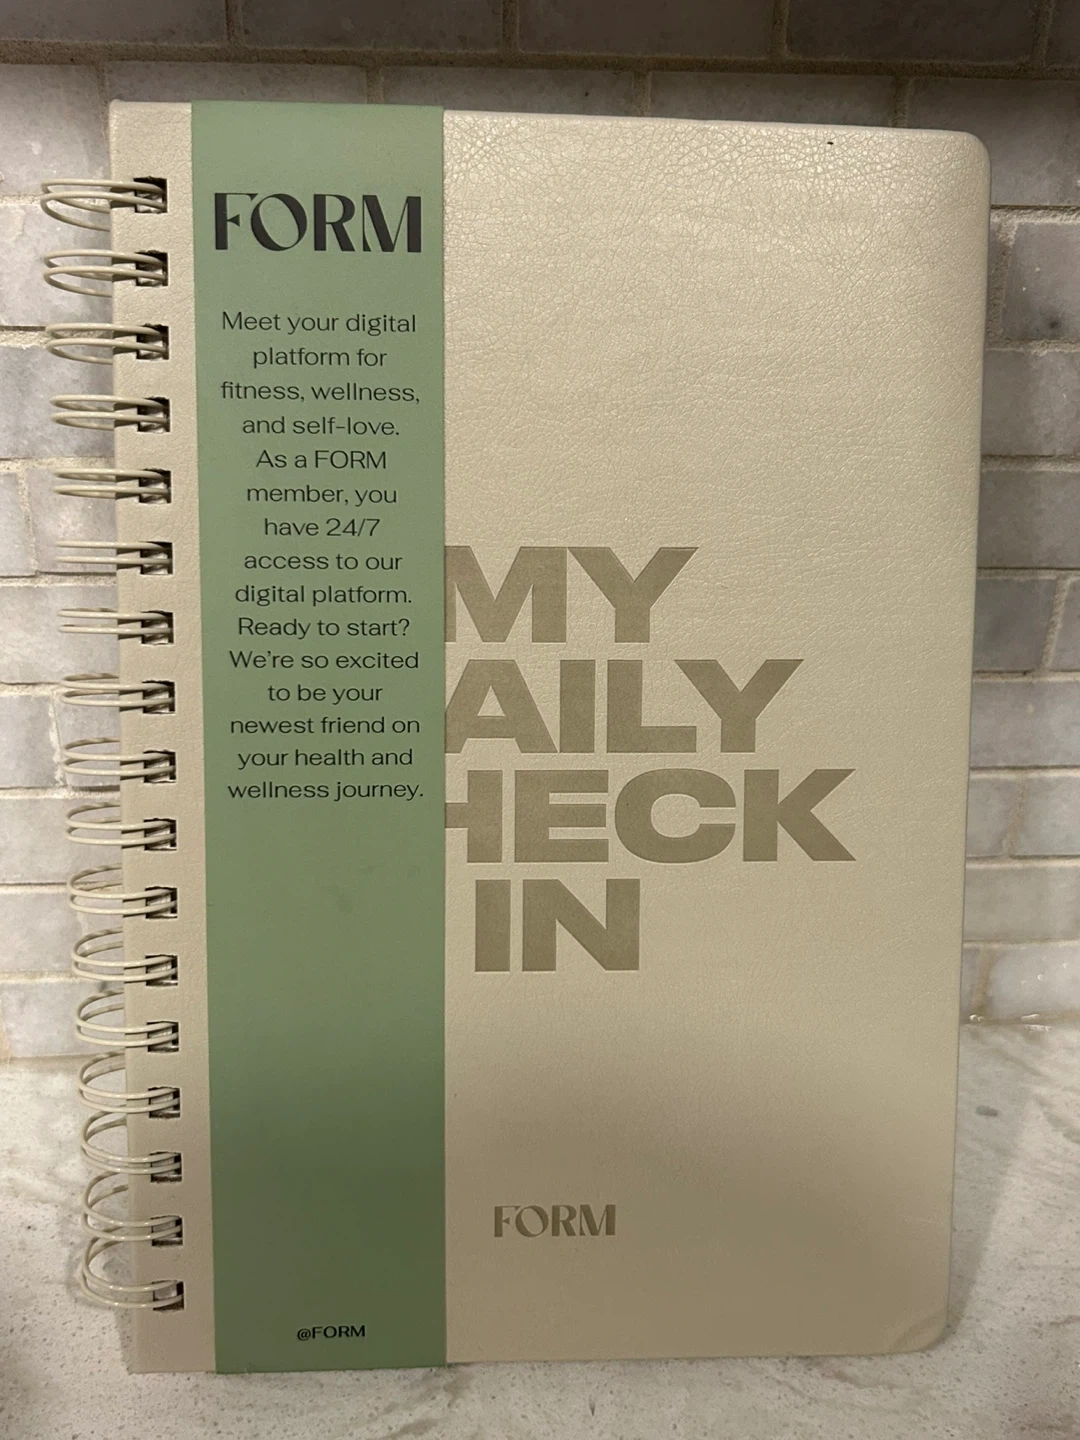 FORM
Meet your digital
platform for
fitness, wellness,
and self-love.
As a FORM
member, you
have 24/7
access to our
digital platform.
Ready to start?
We're so excited
to be your
newest friend on
your health and
wellness journey.
@FORM
MY
AILY
HECK
IN
FORM